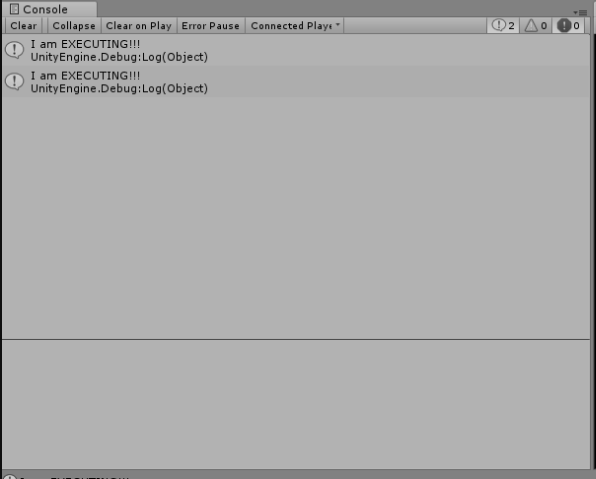 Console
Clear Collapse Clear on Play Error Pause Connected Playe 2 0 0
I am EXECUTING!!!
UnityEngine.Debug:Log(Object)
I am EXECUTING!!!
UnityEngine.Debug:Log(Object)